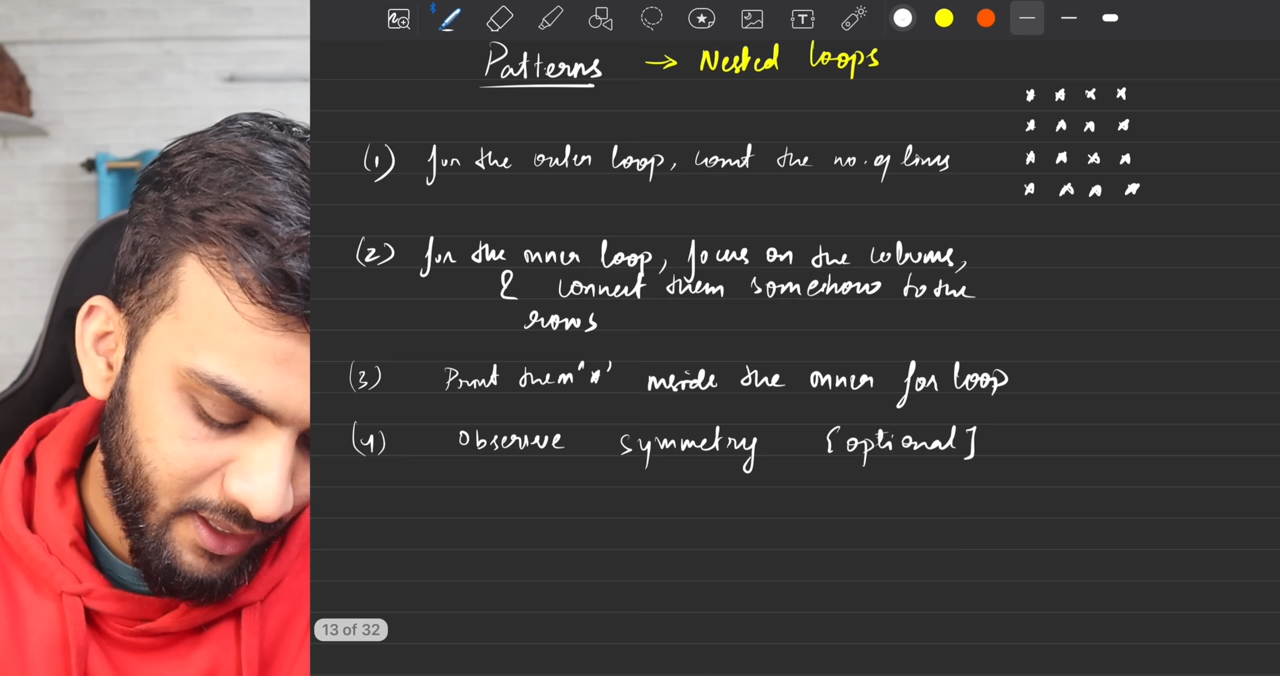 Patterns → Nested loops
* * * *
* * * *
* * * *
* * * *
(1) for the outer loop, count the no. of lines
(2) for the inner loop, focus on the columns,
& connect them somehow to the
rows
(3) Print them '*' inside the inner for loop
(4) Observe symmetry [optional]
13 of 32
T